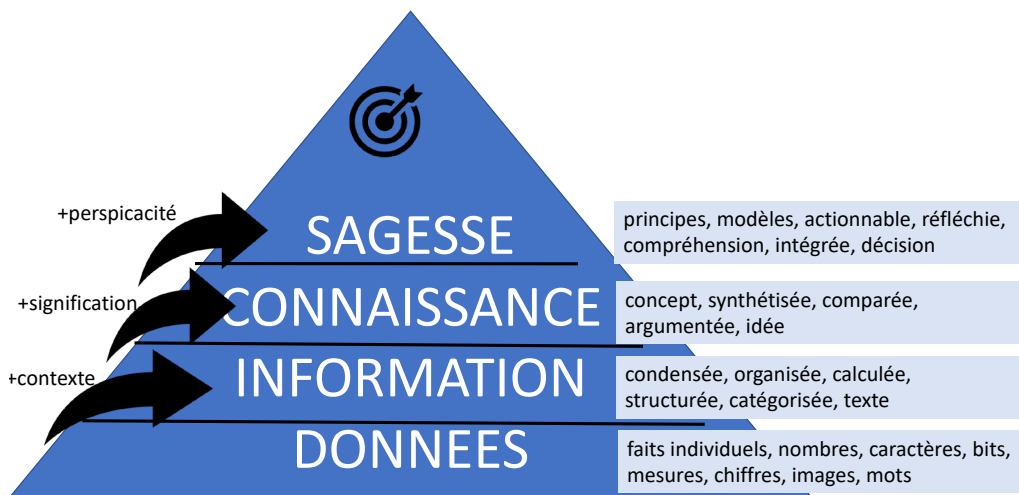 +perspicacité
SAGESSE
principes, modèles, actionnable, réfléchie,
compréhension, intégrée, décision
+signification
CONNAISSANCE
concept, synthétisée, comparée,
argumentée, idée
+contexte
INFORMATION
condensée, organisée, calculée,
structurée, catégorisée, texte
DONNEES
faits individuels, nombres, caractères, bits,
mesures, chiffres, images, mots